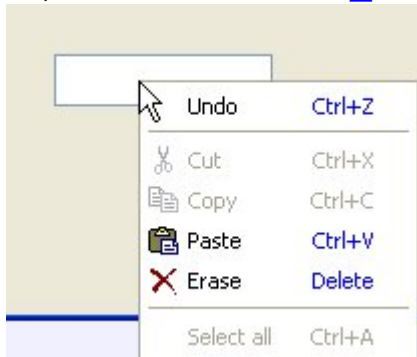 Undo Ctrl+Z
Cut Ctrl+X
Copy Ctrl+C
Paste Ctrl+V
Erase Delete
Select all Ctrl+A